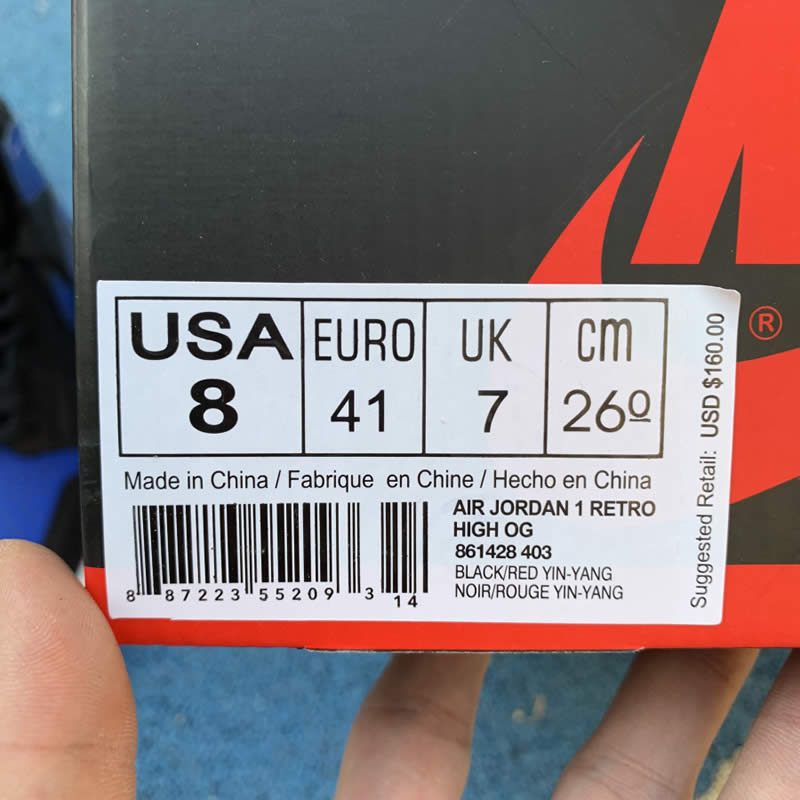 USA EURO UK cm
8 41 7 26º
Made in China / Fabrique en Chine / Hecho en China
AIR JORDAN 1 RETRO
HIGH OG
861428 403
BLACK/RED YIN-YANG
NOIR/ROUGE YIN-YANG
8 87223 55209 3 14
Suggested Retail: USD $160.00
®